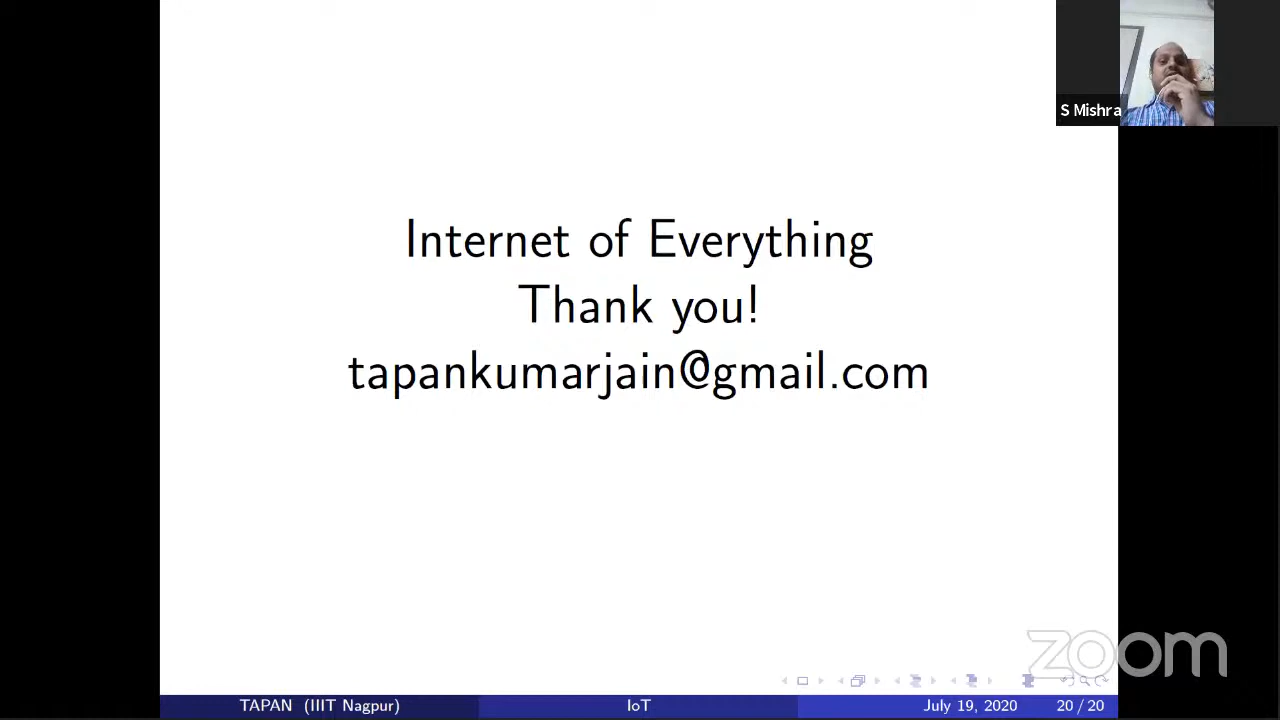 S Mishra
Internet of Everything
Thank you!
tapankumarjain@gmail.com
zoom
TAPAN (IIIT Nagpur)
IoT
July 19, 2020
20 / 20